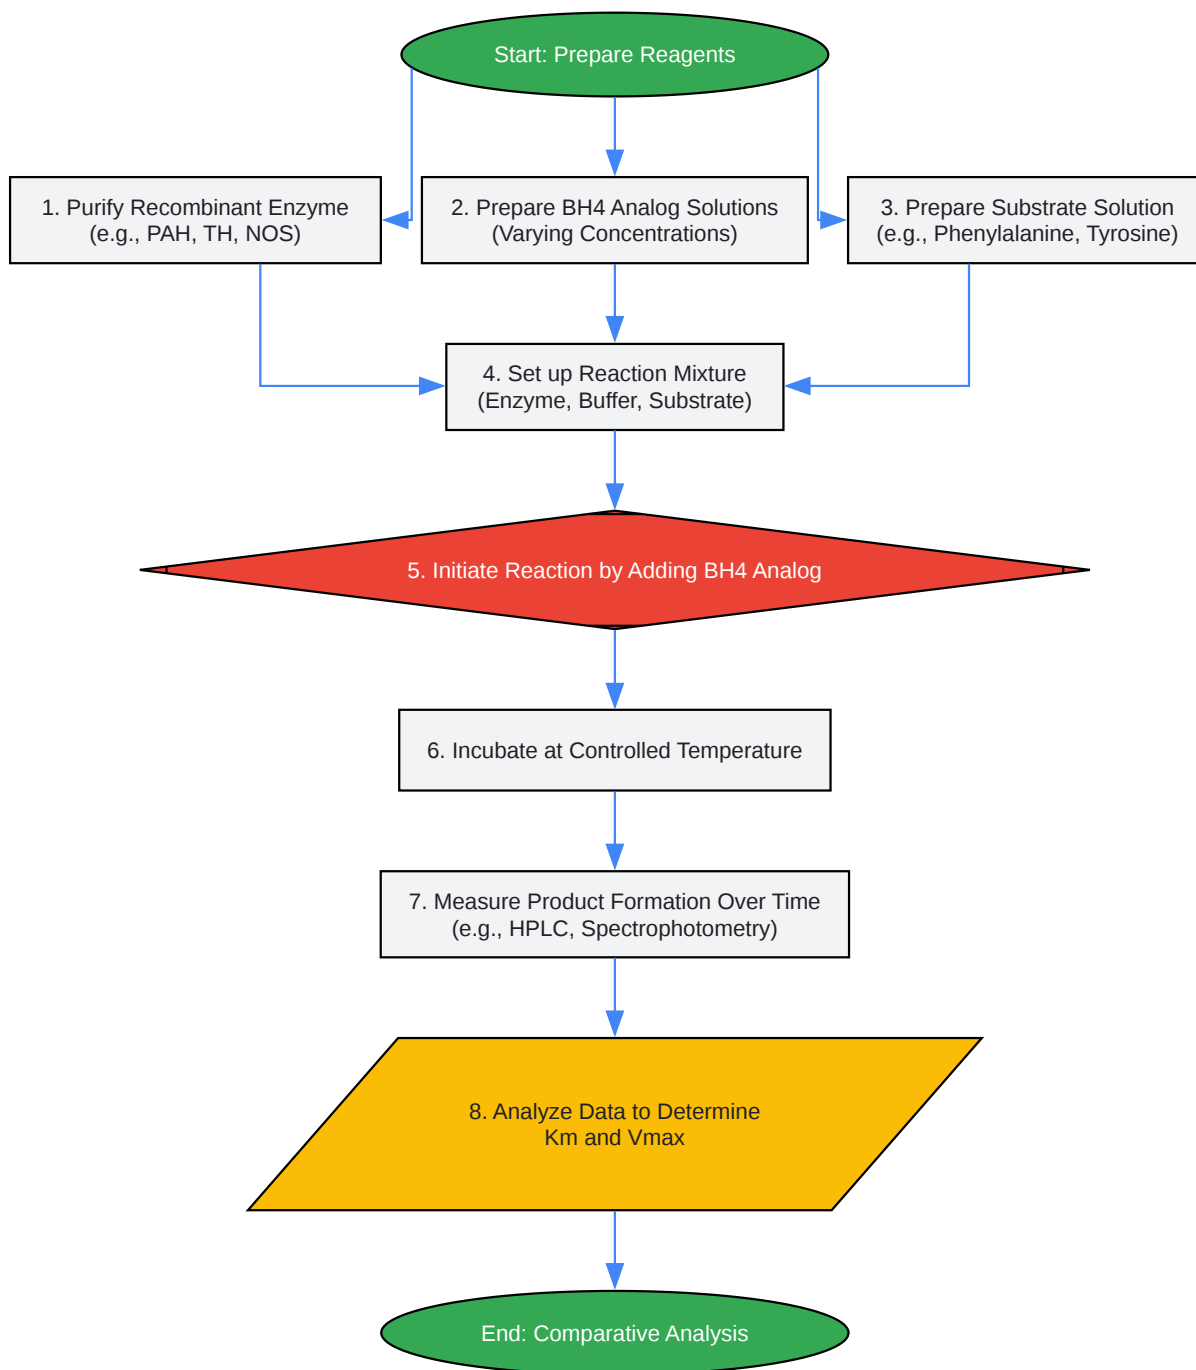 Start: Prepare Reagents
1. Purify Recombinant Enzyme
(e.g., PAH, TH, NOS)
2. Prepare BH4 Analog Solutions
(Varying Concentrations)
3. Prepare Substrate Solution
(e.g., Phenylalanine, Tyrosine)
4. Set up Reaction Mixture
(Enzyme, Buffer, Substrate)
5. Initiate Reaction by Adding BH4 Analog
6. Incubate at Controlled Temperature
7. Measure Product Formation Over Time
(e.g., HPLC, Spectrophotometry)
8. Analyze Data to Determine
Km and Vmax
End: Comparative Analysis